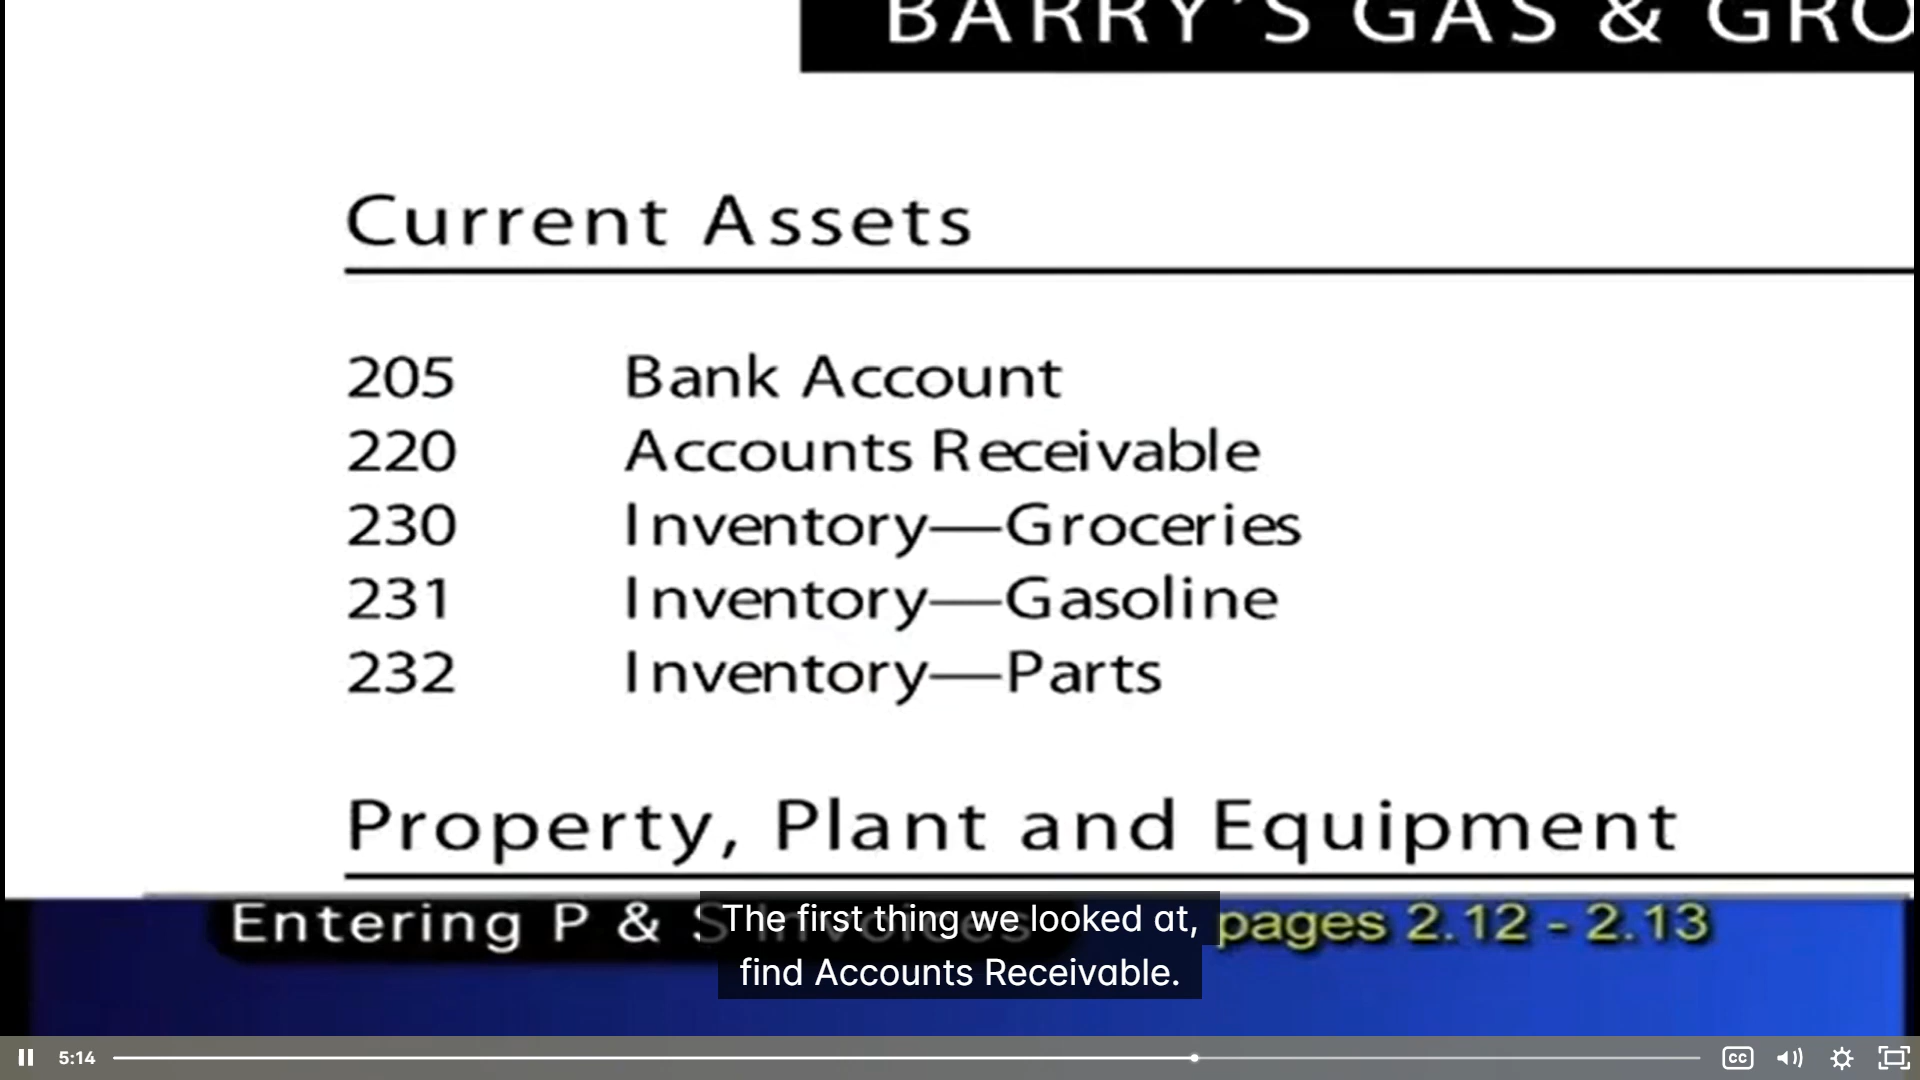 BARRY'S GAS & GRO
Current Assets
205 Bank Account
220 Accounts Receivable
230 Inventory—Groceries
231 Inventory—Gasoline
232 Inventory—Parts
Property, Plant and Equipment
Entering P & S Invoices pages 2.12 - 2.13
The first thing we looked at,
find Accounts Receivable.
5:14
CC